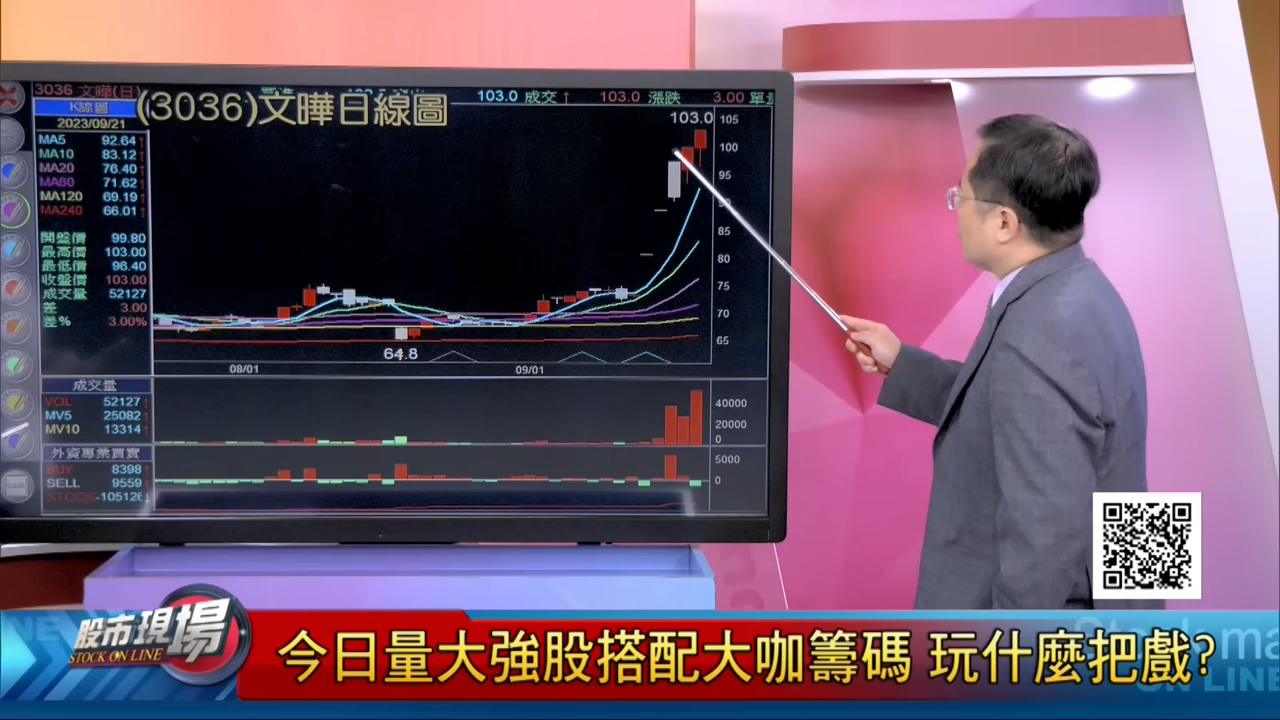 3036 文曄(日)
(3036)文曄日線圖
103.0 成交↑ 103.0 漲跌 3.00 單量
K線圖
2023/09/21
MA5 92.64↑
MA10 83.12↑
MA20 76.40↑
MA60 71.62↑
MA120 69.19↑
MA240 66.01↑
開盤價 99.80
最高價 103.00
最低價 96.40
收盤價 103.00
成交量 52127
差 3.00
差% 3.00%
103.0
105
100
95
85
80
75
70
65
64.8
08/01
09/01
成交量
VOL 52127↑
MV5 25082↑
MV10 13314↑
40000
20000
0
外資專業買賣
BUY 8398↑
SELL 9559↑
STOCK-105126↓
5000
0
股市現場
STOCK ON LINE
今日量大強股搭配大咖籌碼 玩什麼把戲?
ON LINE